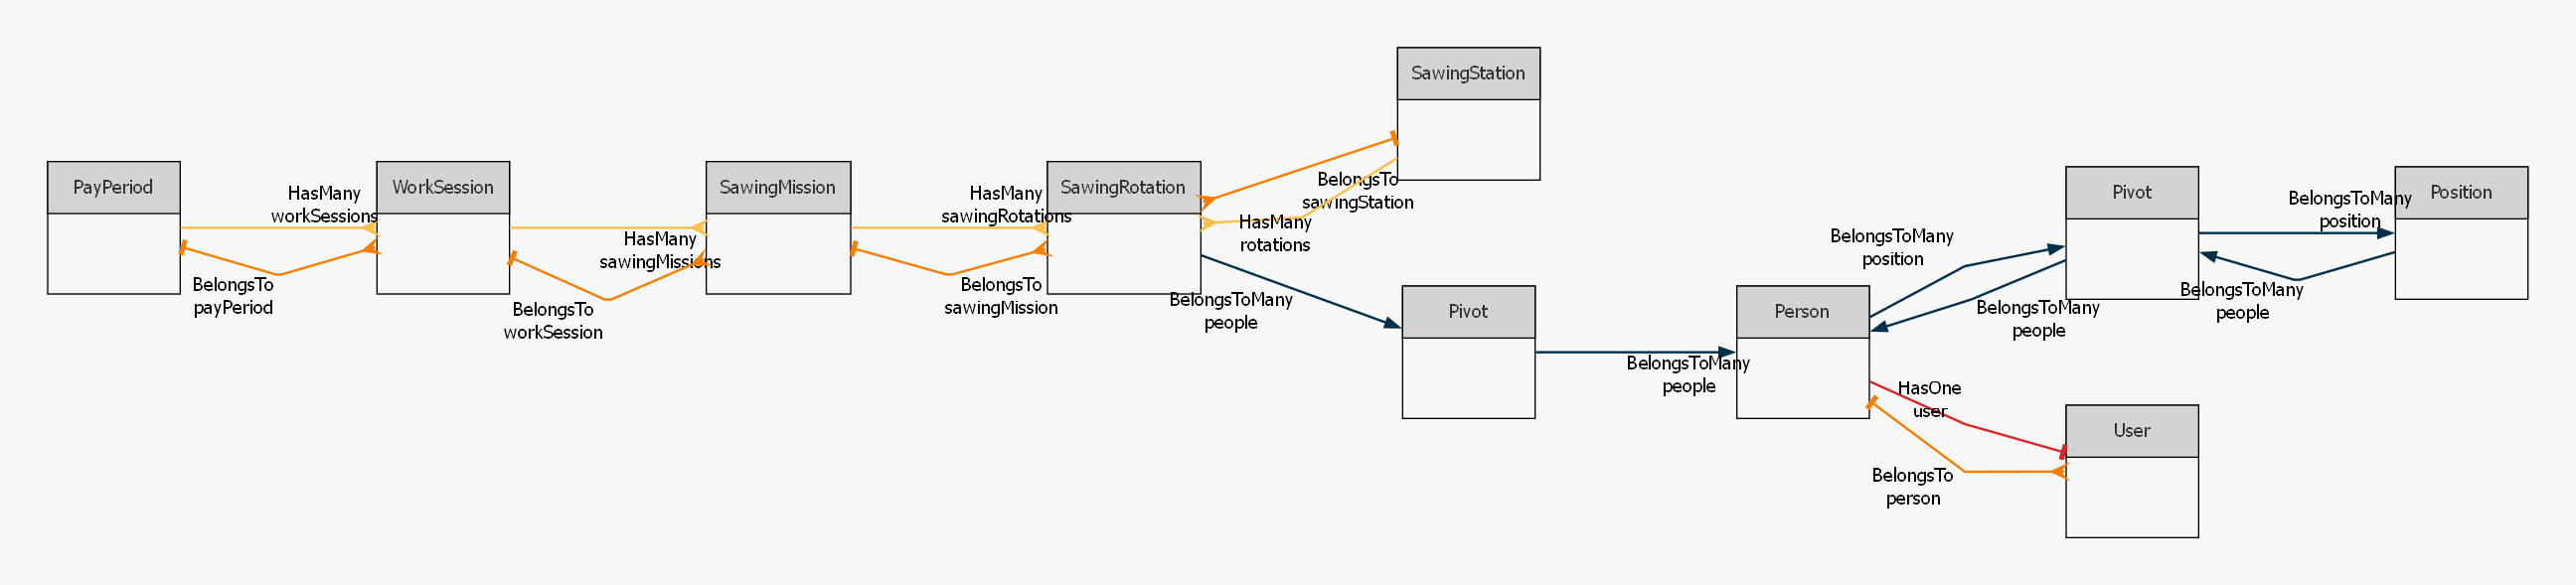 SawingStation
PayPeriod
WorkSession
SawingMission
SawingRotation
Pivot
Position
HasMany
workSessions
BelongsTo
payPeriod
HasMany
sawingMissions
BelongsTo
workSession
HasMany
sawingRotations
BelongsTo
sawingMission
BelongsTo
sawingStation
HasMany
rotations
BelongsToMany
people
Pivot
BelongsToMany
people
Person
BelongsToMany
position
BelongsToMany
people
BelongsToMany
position
BelongsToMany
people
HasOne
user
User
BelongsTo
person